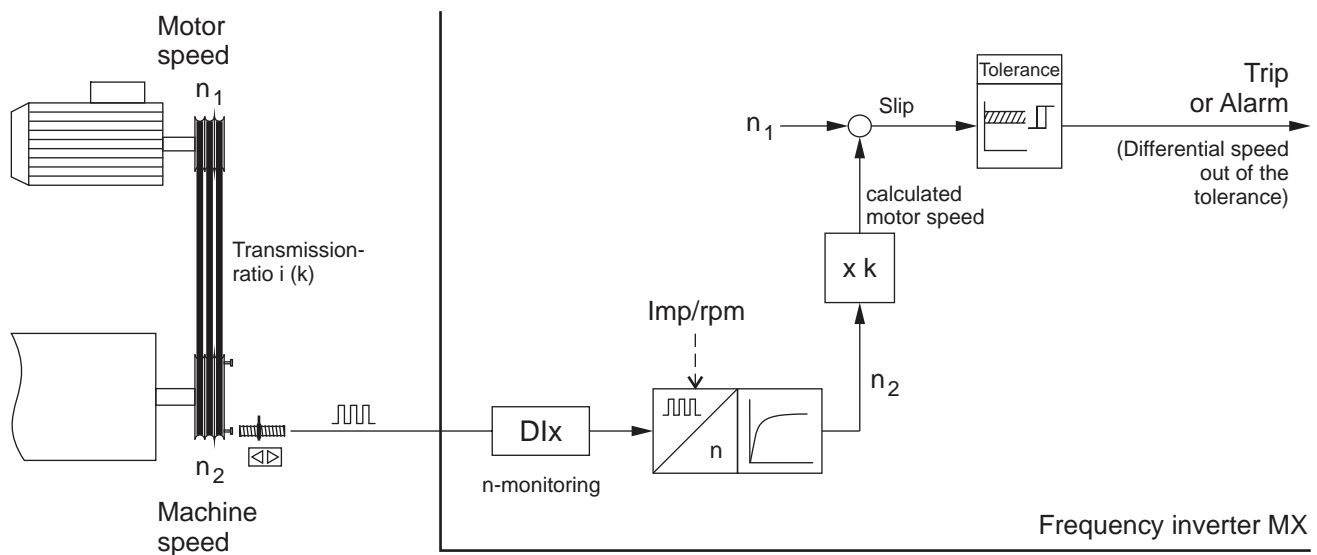 Motor
speed
n1
Transmission-
ratio i (k)
n2
Machine
speed
DIx
n-monitoring
Imp/rpm
n
n2
x k
calculated
motor speed
n1
Slip
Tolerance
Trip
or Alarm
(Differential speed
out of the
tolerance)
Frequency inverter MX